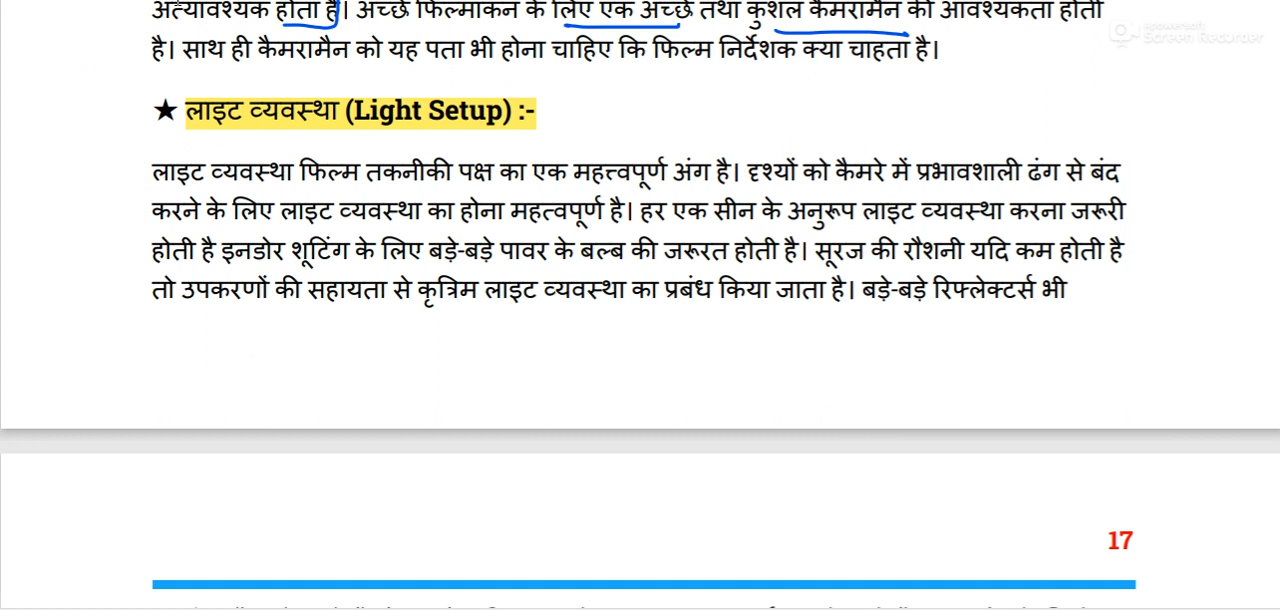 अत्यावश्यक होता है। अच्छे फिल्मांकन के लिए एक अच्छे तथा कुशल कैमरामैन की आवश्यकता होती
है। साथ ही कैमरामैन को यह पता भी होना चाहिए कि फिल्म निर्देशक क्या चाहता है।
★ लाइट व्यवस्था (Light Setup) :-
लाइट व्यवस्था फिल्म तकनीकी पक्ष का एक महत्त्वपूर्ण अंग है। दृश्यों को कैमरे में प्रभावशाली ढंग से बंद
करने के लिए लाइट व्यवस्था का होना महत्वपूर्ण है। हर एक सीन के अनुरूप लाइट व्यवस्था करना जरूरी
होती है इनडोर शूटिंग के लिए बड़े-बड़े पावर के बल्ब की जरूरत होती है। सूरज की रौशनी यदि कम होती है
तो उपकरणों की सहायता से कृत्रिम लाइट व्यवस्था का प्रबंध किया जाता है। बड़े-बड़े रिफ्लेक्टर्स भी
17
Apowersoft
Screen Recorder